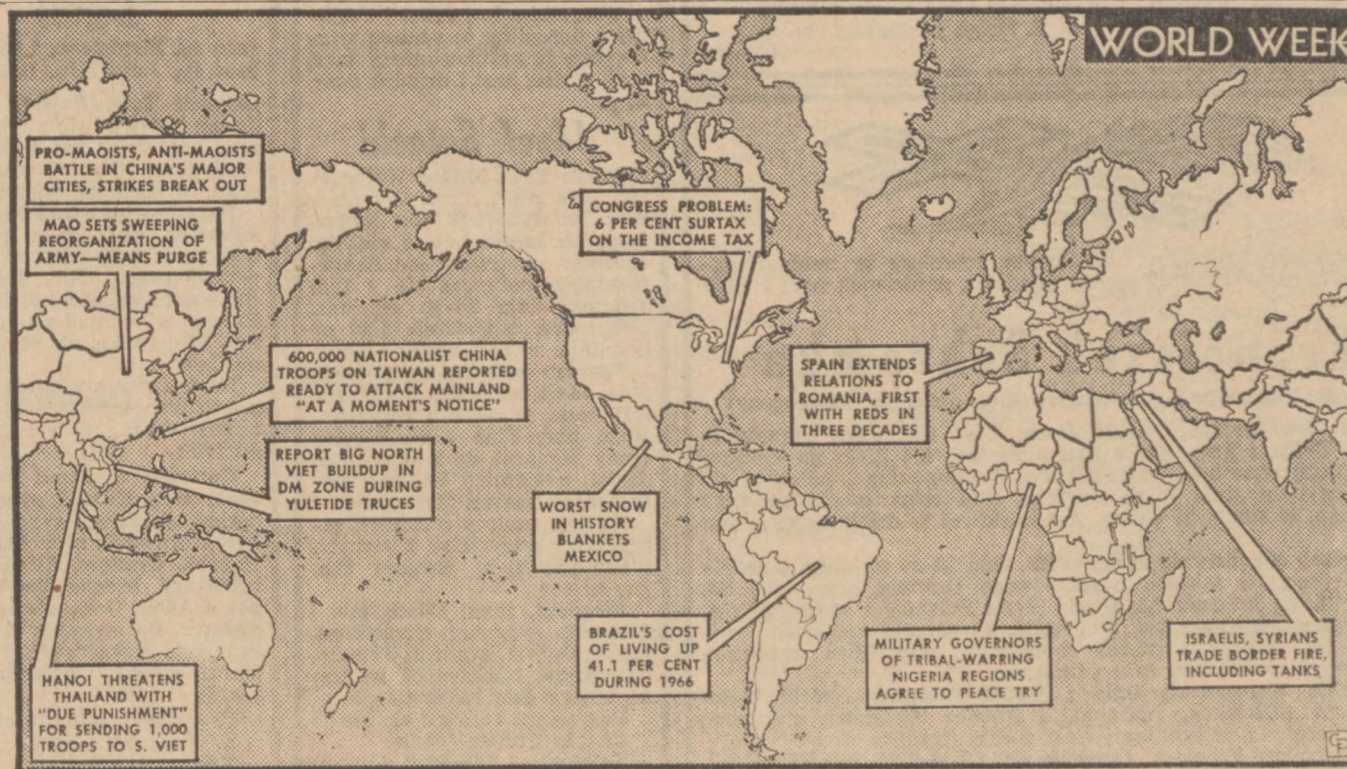 WORLD WEEK
PRO-MAOISTS, ANTI-MAOISTS
BATTLE IN CHINA'S MAJOR
CITIES, STRIKES BREAK OUT
MAO SETS SWEEPING
REORGANIZATION OF
ARMY—MEANS PURGE
CONGRESS PROBLEM:
6 PER CENT SURTAX
ON THE INCOME TAX
600,000 NATIONALIST CHINA
TROOPS ON TAIWAN REPORTED
READY TO ATTACK MAINLAND
"AT A MOMENT'S NOTICE"
SPAIN EXTENDS
RELATIONS TO
ROMANIA, FIRST
WITH REDS IN
THREE DECADES
REPORT BIG NORTH
VIET BUILDUP IN
DM ZONE DURING
YULETIDE TRUCES
WORST SNOW
IN HISTORY
BLANKETS
MEXICO
BRAZIL'S COST
OF LIVING UP
41.1 PER CENT
DURING 1966
MILITARY GOVERNORS
OF TRIBAL-WARRING
NIGERIA REGIONS
AGREE TO PEACE TRY
ISRAELIS, SYRIANS
TRADE BORDER FIRE,
INCLUDING TANKS
HANOI THREATENS
THAILAND WITH
"DUE PUNISHMENT"
FOR SENDING 1,000
TROOPS TO S. VIET